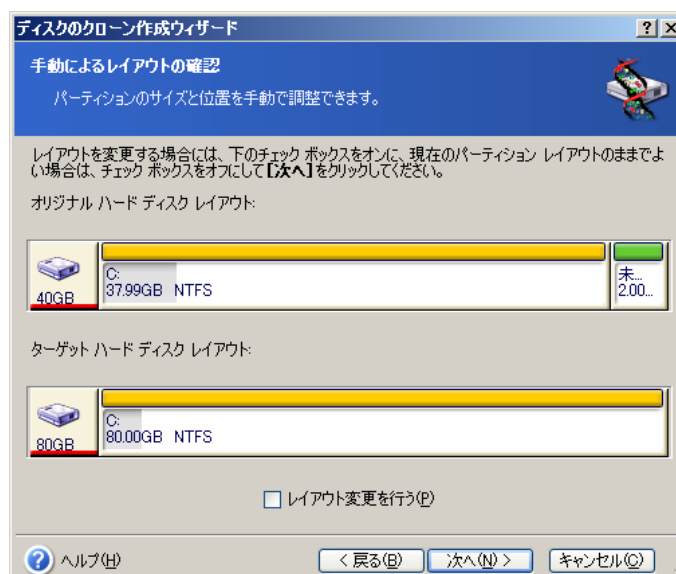 ディスクのクローン作成ウィザード
手動によるレイアウトの確認
パーティションのサイズと位置を手動で調整できます。
レイアウトを変更する場合には、下のチェック ボックスをオンに、現在のパーティション レイアウトのままでよ
い場合は、チェック ボックスをオフにして[次へ]をクリックしてください。
オリジナル ハード ディスク レイアウト:
40GB
C:
37.99GB NTFS
未...
2.00...
ターゲット ハード ディスク レイアウト:
80GB
C:
80.00GB NTFS
レイアウト変更を行う(P)
ヘルプ(H)
< 戻る(B)
次へ(N) >
キャンセル(C)